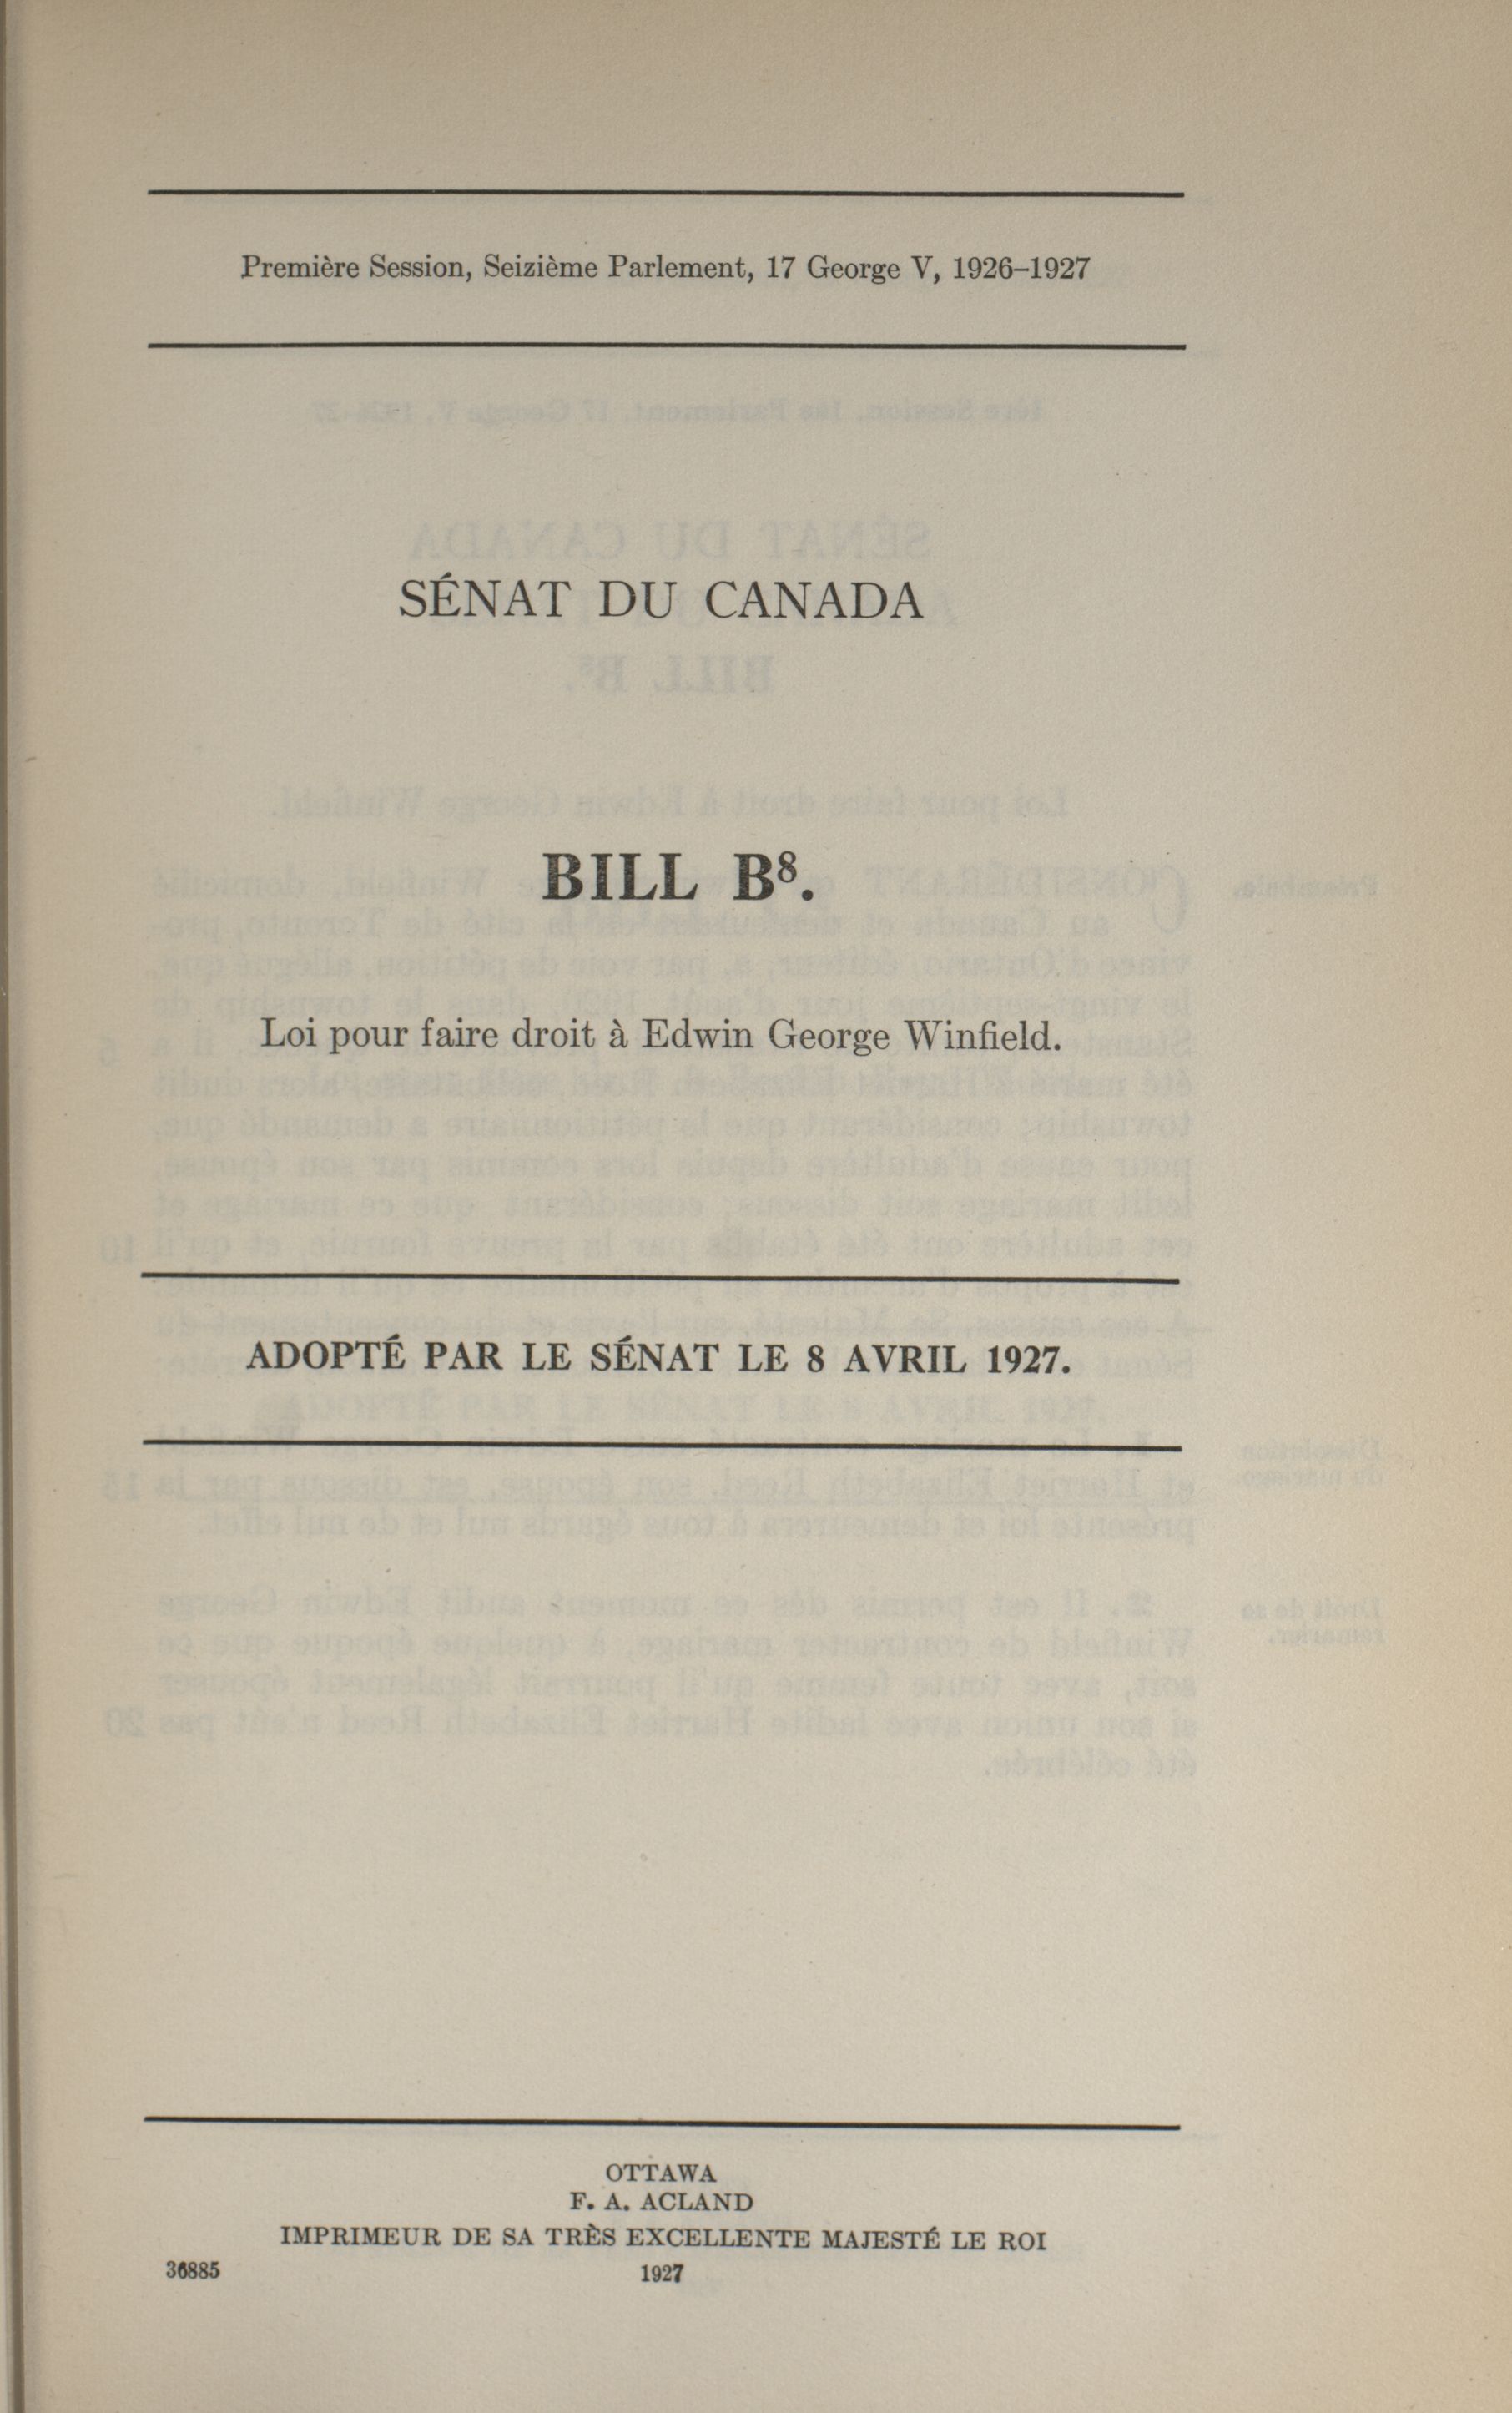 Première Session, Seizième Parlement, 17 George V, 1926–1927
SÉNAT DU CANADA
BILL B⁸.
Loi pour faire droit à Edwin George Winfield.
ADOPTÉ PAR LE SÉNAT LE 8 AVRIL 1927.
OTTAWA
F. A. ACLAND
IMPRIMEUR DE SA TRÈS EXCELLENTE MAJESTÉ LE ROI
36885 1927